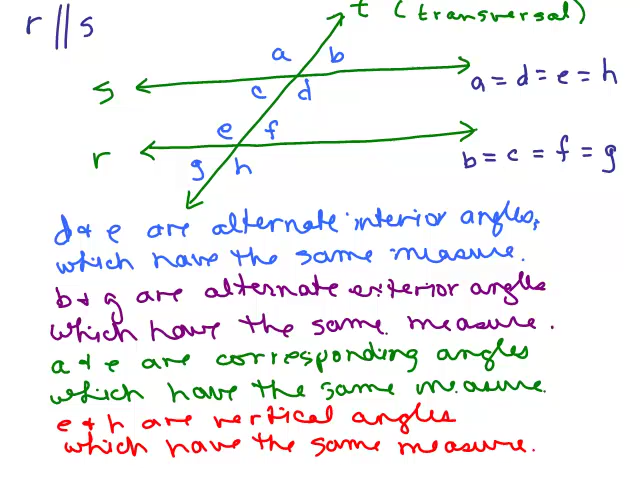 r || s
t (transversal)
a b
s c d a = d = e = h
e f
r g h b = c = f = g
d & e are alternate interior angles,
which have the same measure.
b & g are alternate exterior angles
which have the same measure.
a & e are corresponding angles
which have the same measure.
e & h are vertical angles
which have the same measure.